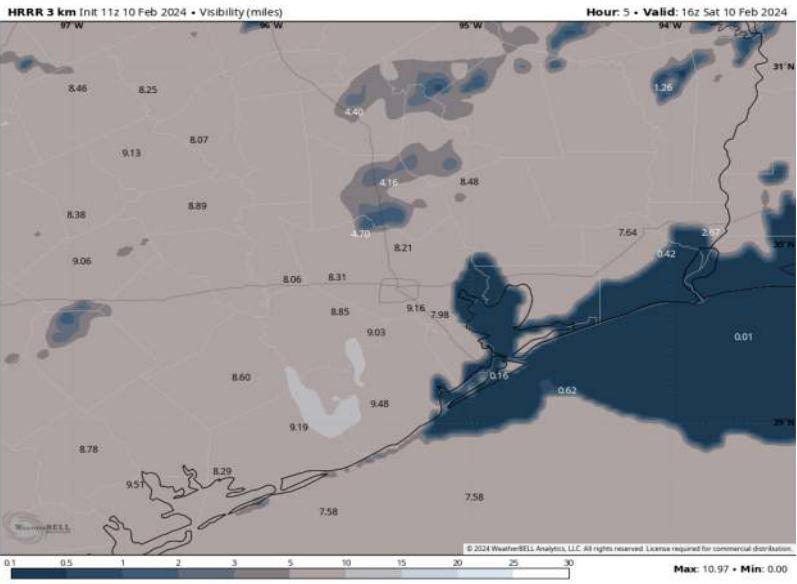 HRRR 3 km Init 11z 10 Feb 2024 • Visibility (miles) Hour: 5 • Valid: 16z Sat 10 Feb 2024
97°W 96°W 95°W 94°W
31°N
8.46 8.25 1.26
4.40
8.07
9.13
4.16 8.48
8.89
8.38
4.70 7.64 2.67
30°N
8.21 0.42
9.06
8.06 8.31
8.85 9.16 7.98
9.03 0.01
8.60 0.16
0.62
9.48
9.19 29°N
8.78
8.29
9.51
7.58
7.58
WeatherBELL
© 2024 WeatherBELL Analytics, LLC. All rights reserved. License required for commercial distribution.
0.1 0.5 1 2 3 5 10 15 20 25 30
Max: 10.97 • Min: 0.00